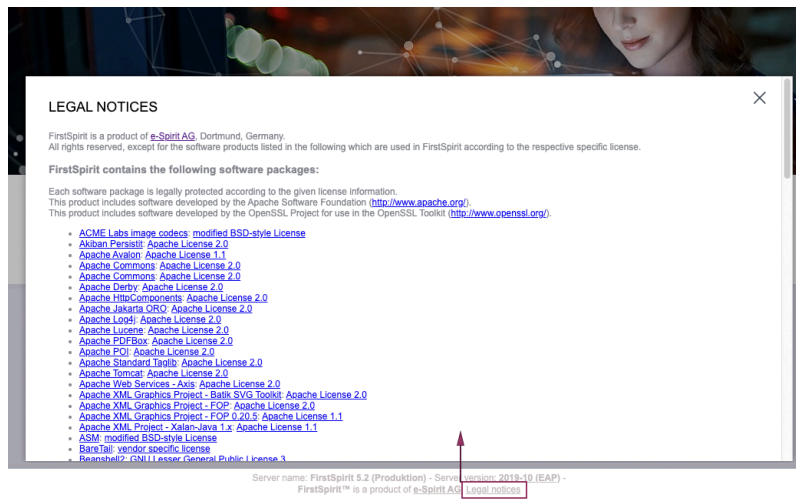 LEGAL NOTICES
FirstSpirit is a product of e-Spirit AG, Dortmund, Germany.
All rights reserved, except for the software products listed in the following which are used in FirstSpirit according to the respective specific license.
FirstSpirit contains the following software packages:
Each software package is legally protected according to the given license information.
This product includes software developed by the Apache Software Foundation (http://www.apache.org/).
This product includes software developed by the OpenSSL Project for use in the OpenSSL Toolkit (http://www.openssl.org/).
ACME Labs image codecs: modified BSD-style License
Akiban Persistit: Apache License 2.0
Apache Avalon: Apache License 1.1
Apache Commons: Apache License 2.0
Apache Commons: Apache License 2.0
Apache Derby: Apache License 2.0
Apache HttpComponents: Apache License 2.0
Apache Jakarta ORO: Apache License 2.0
Apache Log4j: Apache License 2.0
Apache Lucene: Apache License 2.0
Apache PDFBox: Apache License 2.0
Apache POI: Apache License 2.0
Apache Standard Taglib: Apache License 2.0
Apache Tomcat: Apache License 2.0
Apache Web Services - Axis: Apache License 2.0
Apache XML Graphics Project - Batik SVG Toolkit: Apache License 2.0
Apache XML Graphics Project - FOP: Apache License 2.0
Apache XML Graphics Project - FOP 0.20.5: Apache License 1.1
Apache XML Project - Xalan-Java 1.x: Apache License 1.1
ASM: modified BSD-style License
BareTail: vendor specific license
Beanshell2: GNU Lesser General Public License 3
Server name: FirstSpirit 5.2 (Produktion) - Server version: 2019-10 (EAP) -
FirstSpirit™ is a product of e-Spirit AG Legal notices